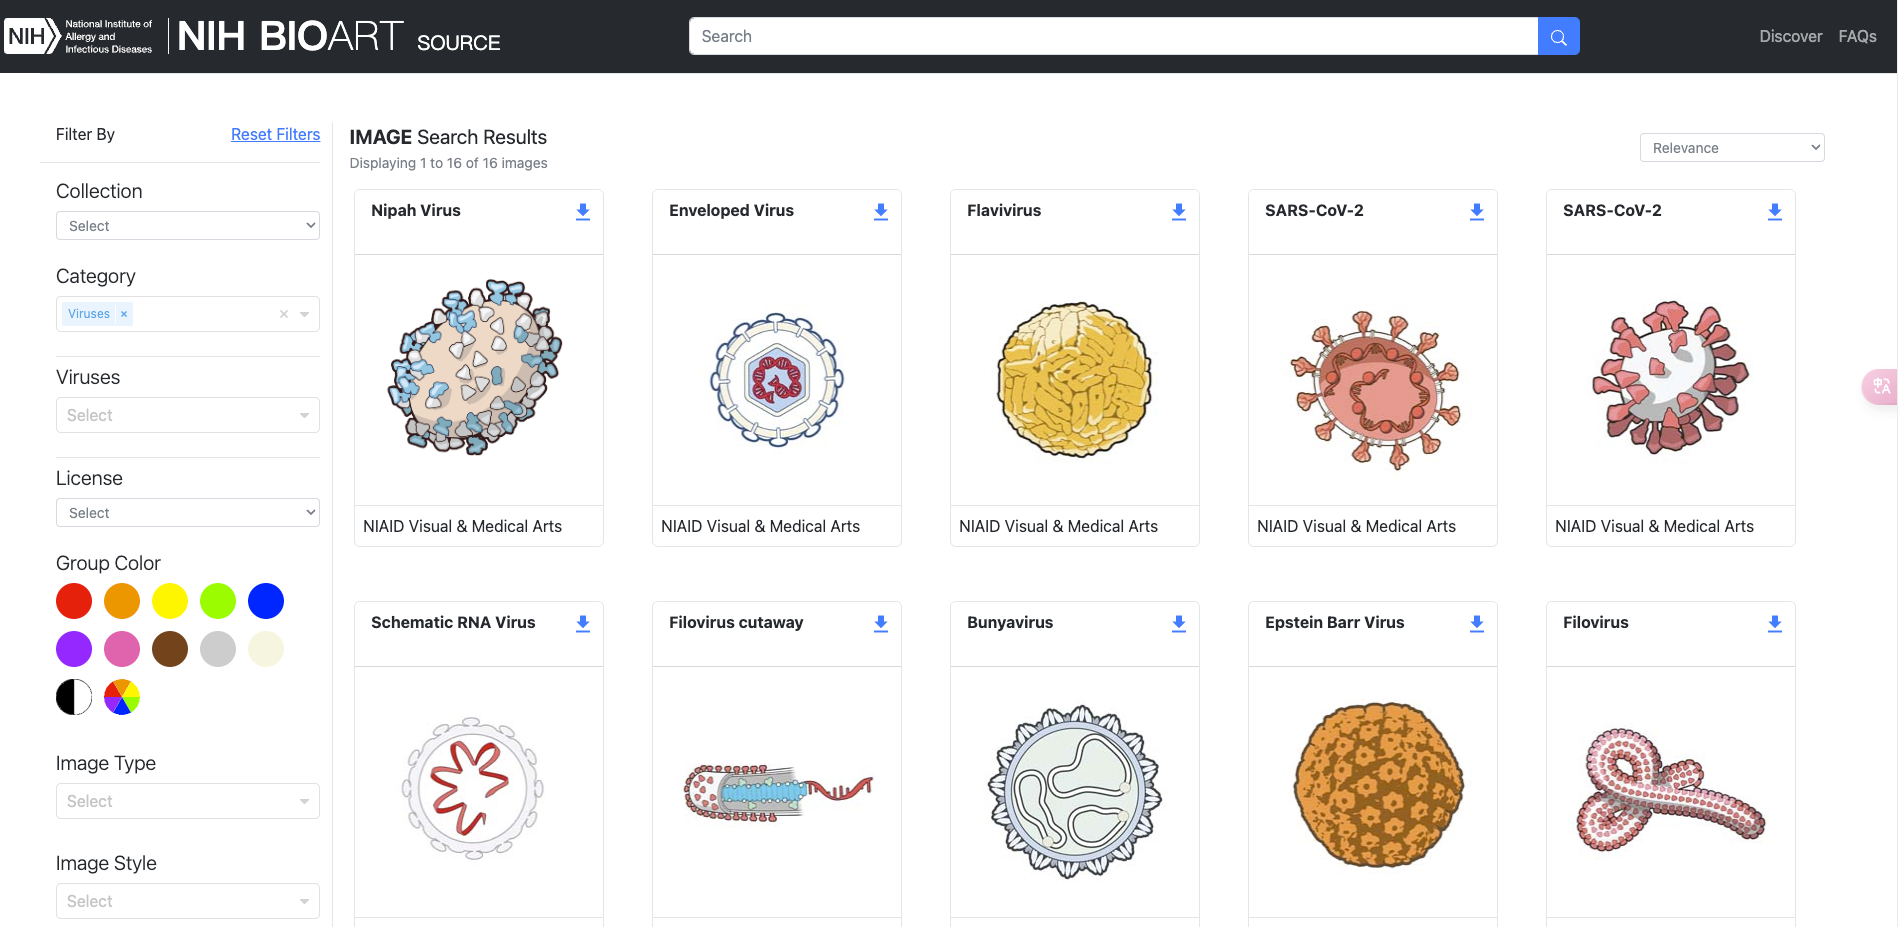 NIH
National Institute of
Allergy and
Infectious Diseases
NIH BIOART SOURCE
Search
Discover
FAQs
Filter By
Reset Filters
Collection
Select
Category
Viruses ×
Viruses
Select
License
Select
Group Color
Image Type
Select
Image Style
Select
IMAGE Search Results
Displaying 1 to 16 of 16 images
Relevance
Nipah Virus
NIAID Visual & Medical Arts
Enveloped Virus
NIAID Visual & Medical Arts
Flavivirus
NIAID Visual & Medical Arts
SARS-CoV-2
NIAID Visual & Medical Arts
SARS-CoV-2
NIAID Visual & Medical Arts
Schematic RNA Virus
Filovirus cutaway
Bunyavirus
Epstein Barr Virus
Filovirus
中A